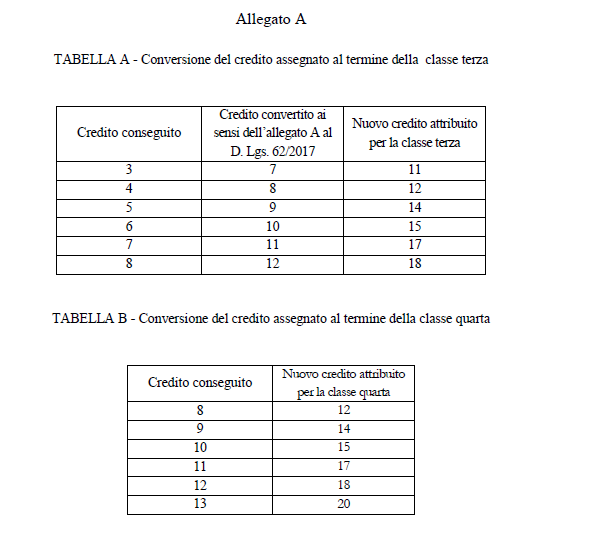 Allegato A
TABELLA A - Conversione del credito assegnato al termine della classe terza
Credito conseguito
Credito convertito ai
sensi dell'allegato A al
D. Lgs. 62/2017
Nuovo credito attribuito
per la classe terza
3 7 11
4 8 12
5 9 14
6 10 15
7 11 17
8 12 18
TABELLA B - Conversione del credito assegnato al termine della classe quarta
Credito conseguito
Nuovo credito attribuito
per la classe quarta
8 12
9 14
10 15
11 17
12 18
13 20